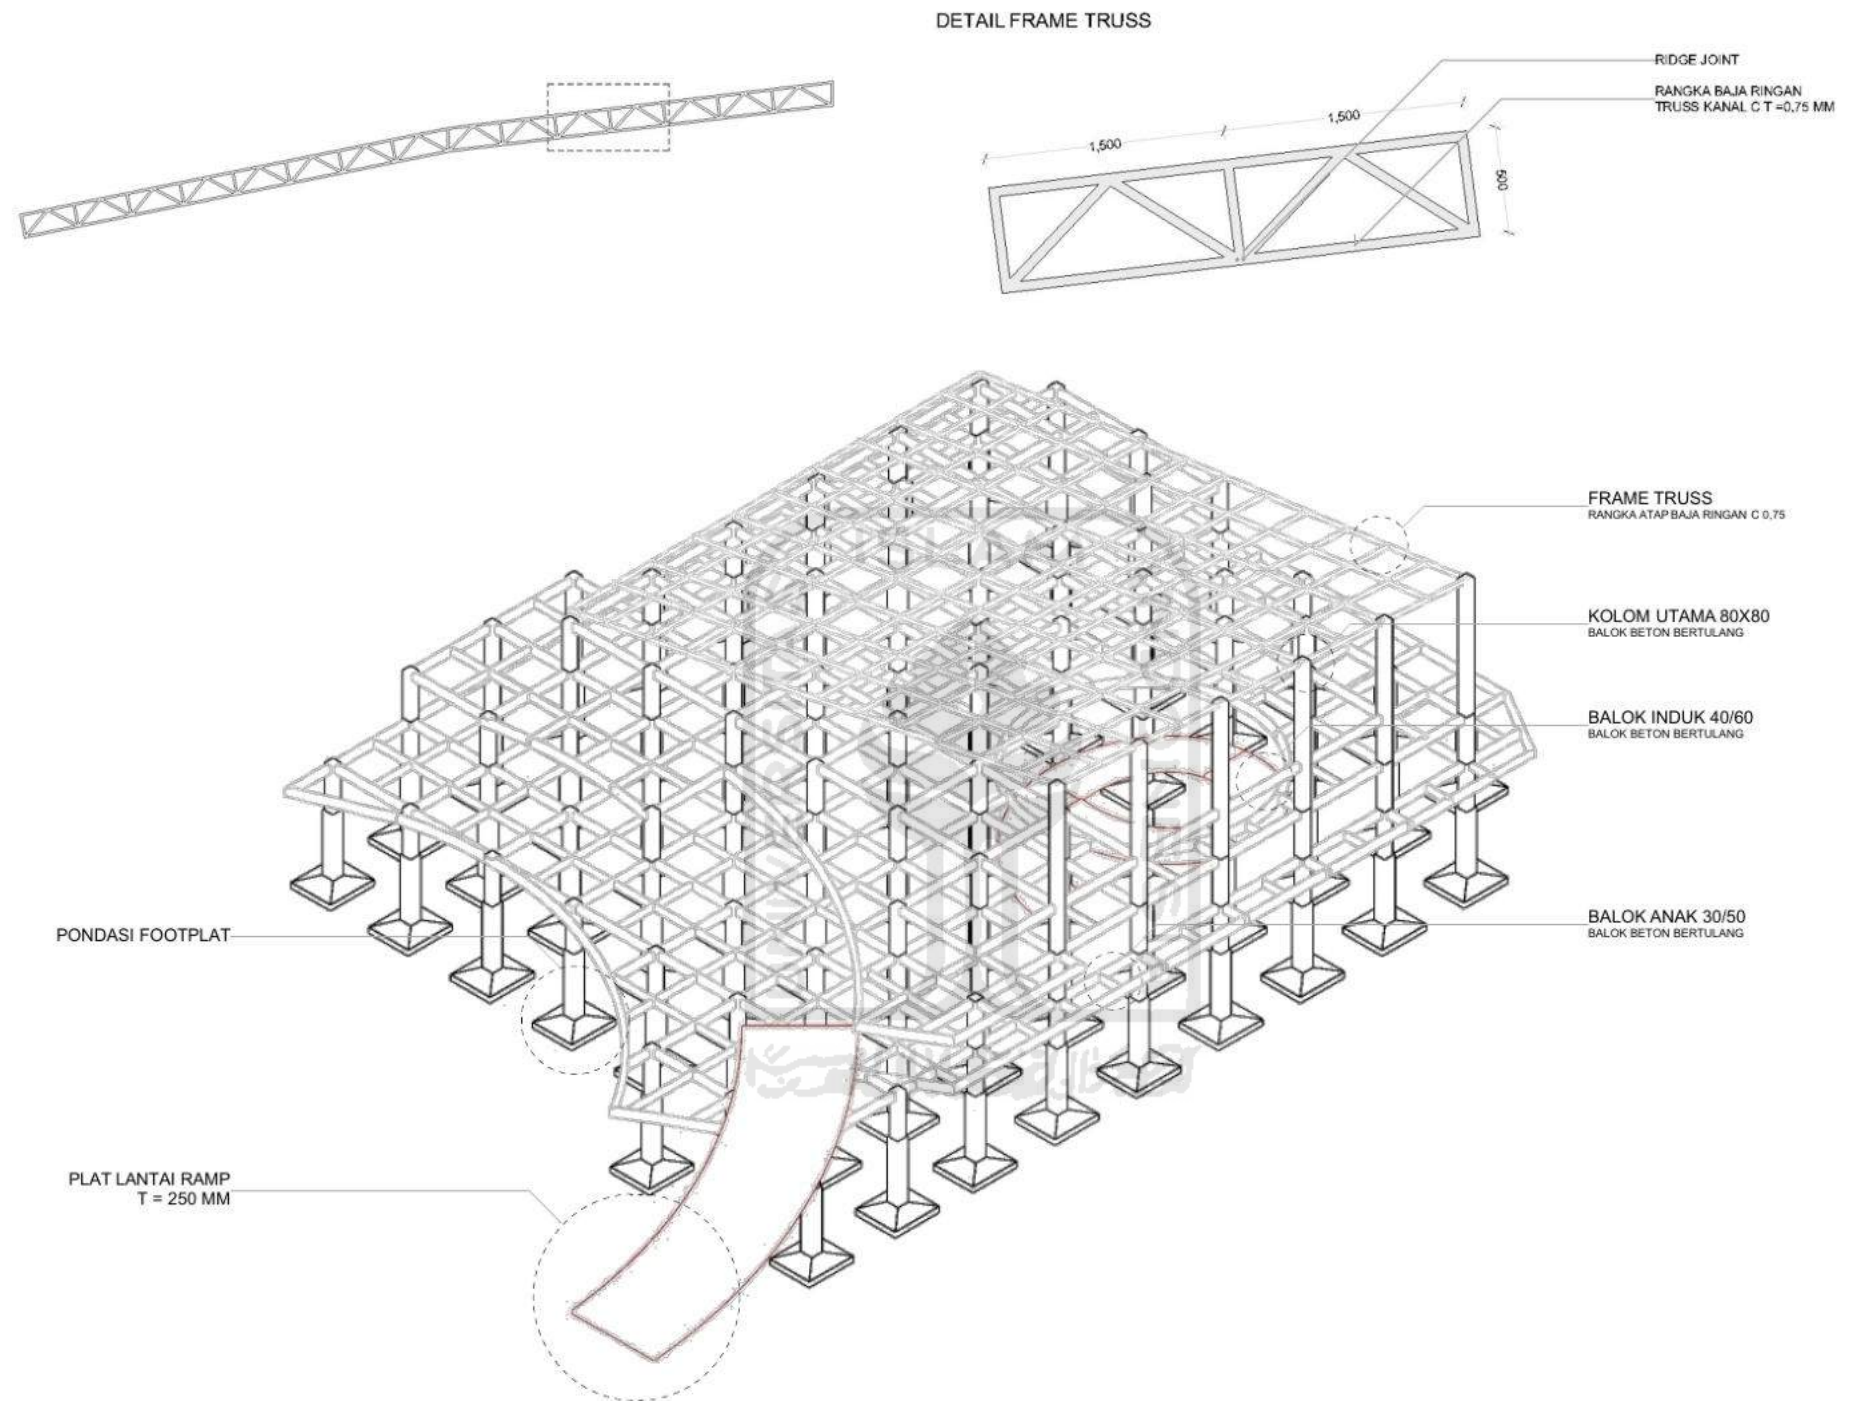 DETAIL FRAME TRUSS
RIDGE JOINT
RANGKA BAJA RINGAN
TRUSS KANAL C T =0,75 MM
1,500
1,500
500
FRAME TRUSS
RANGKA ATAP BAJA RINGAN C 0,75
KOLOM UTAMA 80X80
BALOK BETON BERTULANG
BALOK INDUK 40/60
BALOK BETON BERTULANG
BALOK ANAK 30/50
BALOK BETON BERTULANG
PONDASI FOOTPLAT
PLAT LANTAI RAMP
T = 250 MM